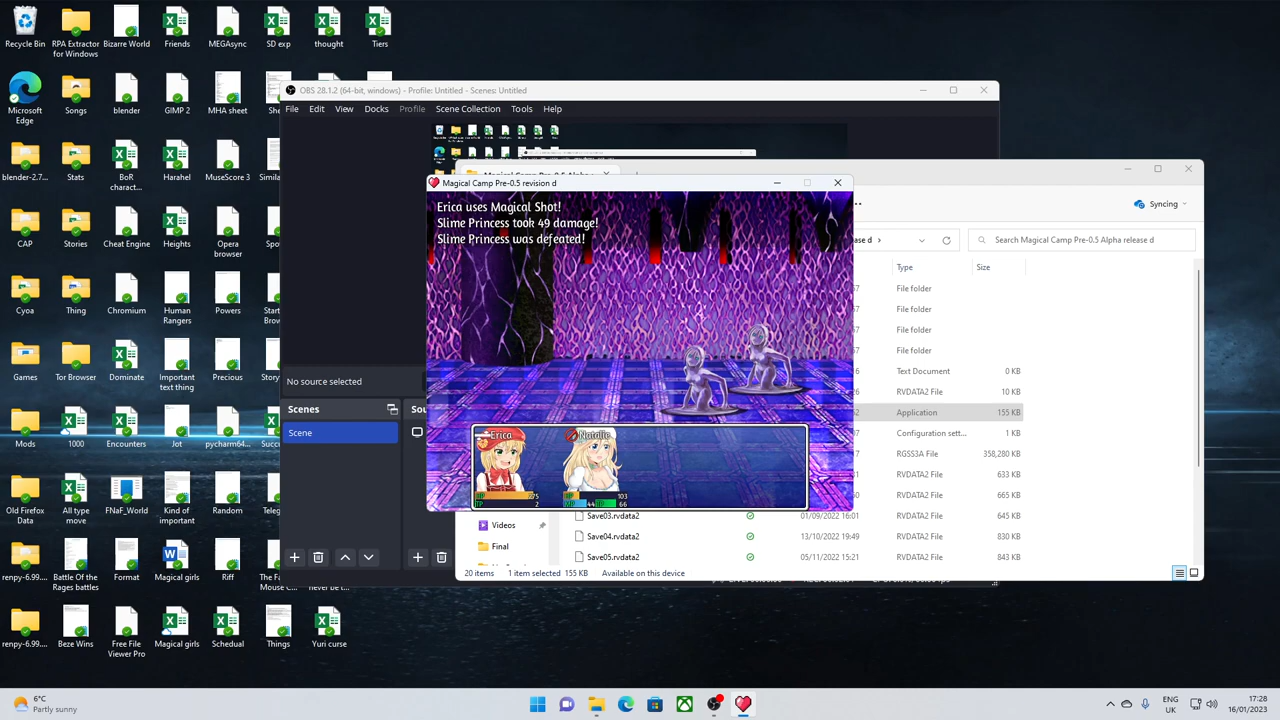 Recycle Bin
RPA Extractor for Windows
Bizarre World
Friends
MEGAsync
SD exp
thought
Tiers
Microsoft Edge
Songs
blender
GIMP 2
MHA sheet
blender-2.7...
Stats
BoR charact...
Harahel
MuseScore 3
CAP
Stories
Cheat Engine
Heights
Opera browser
Cyoa
Thing
Chromium
Human Rangers
Powers
Games
Tor Browser
Dominate
Important text thing
Precious
Mods
1000
Encounters
Jot
pycharm64...
Old Firefox Data
All type move
FNaF_World
Kind of important
Random
renpy-6.99....
Battle Of the Rages battles
Format
Magical girls
Riff
renpy-6.99....
Beze Wins
Free File Viewer Pro
Magical girls
Schedual
Things
Yuri curse
OBS 28.1.2 (64-bit, windows) - Profile: Untitled - Scenes: Untitled
File Edit View Docks Profile Scene Collection Tools Help
No source selected
Scenes
Scene
Magical Camp Pre-0.5 revision d
Erica uses Magical Shot!
Slime Princess took 49 damage!
Slime Princess was defeated!
Erica
Natalie
HP 275
TP 2
HP 103
MP 44
66
Syncing
Search Magical Camp Pre-0.5 Alpha release d
Type Size
File folder
File folder
File folder
File folder
Text Document 0 KB
RVDATA2 File 10 KB
Application 155 KB
Configuration sett... 1 KB
RGSS3A File 358,280 KB
RVDATA2 File 633 KB
RVDATA2 File 665 KB
Save03.rvdata2 01/09/2022 16:01 RVDATA2 File 645 KB
Save04.rvdata2 13/10/2022 19:49 RVDATA2 File 830 KB
Save05.rvdata2 05/11/2022 15:21 RVDATA2 File 843 KB
Videos
Final
20 items 1 item selected 155 KB Available on this device
6°C
Partly sunny
ENG
UK
17:28
16/01/2023